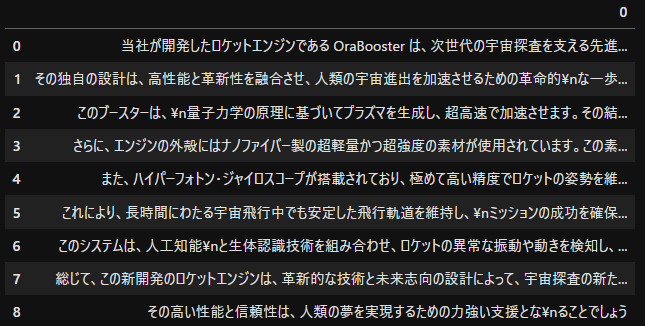 0
0 当社が開発したロケットエンジンである OraBooster は、次世代の宇宙探査を支える先進...
1 その独自の設計は、高性能と革新性を融合させ、人類の宇宙進出を加速させるための革命的¥nな一歩...
2 このブースターは、¥n量子力学の原理に基づいてプラズマを生成し、超高速で加速させます。その結...
3 さらに、エンジンの外殻にはナノファイバー製の超軽量かつ超強度の素材が使用されています。この素...
4 また、ハイパーフォトン・ジャイロスコープが搭載されており、極めて高い精度でロケットの姿勢を維...
5 これにより、長時間にわたる宇宙飛行中でも安定した飛行軌道を維持し、¥nミッションの成功を確保...
6 このシステムは、人工知能¥nと生体認識技術を組み合わせ、ロケットの異常な振動や動きを検知し、...
7 総じて、この新開発のロケットエンジンは、革新的な技術と未来志向の設計によって、宇宙探査の新た...
8 その高い性能と信頼性は、人類の夢を実現するための力強い支援とな¥nることでしょう